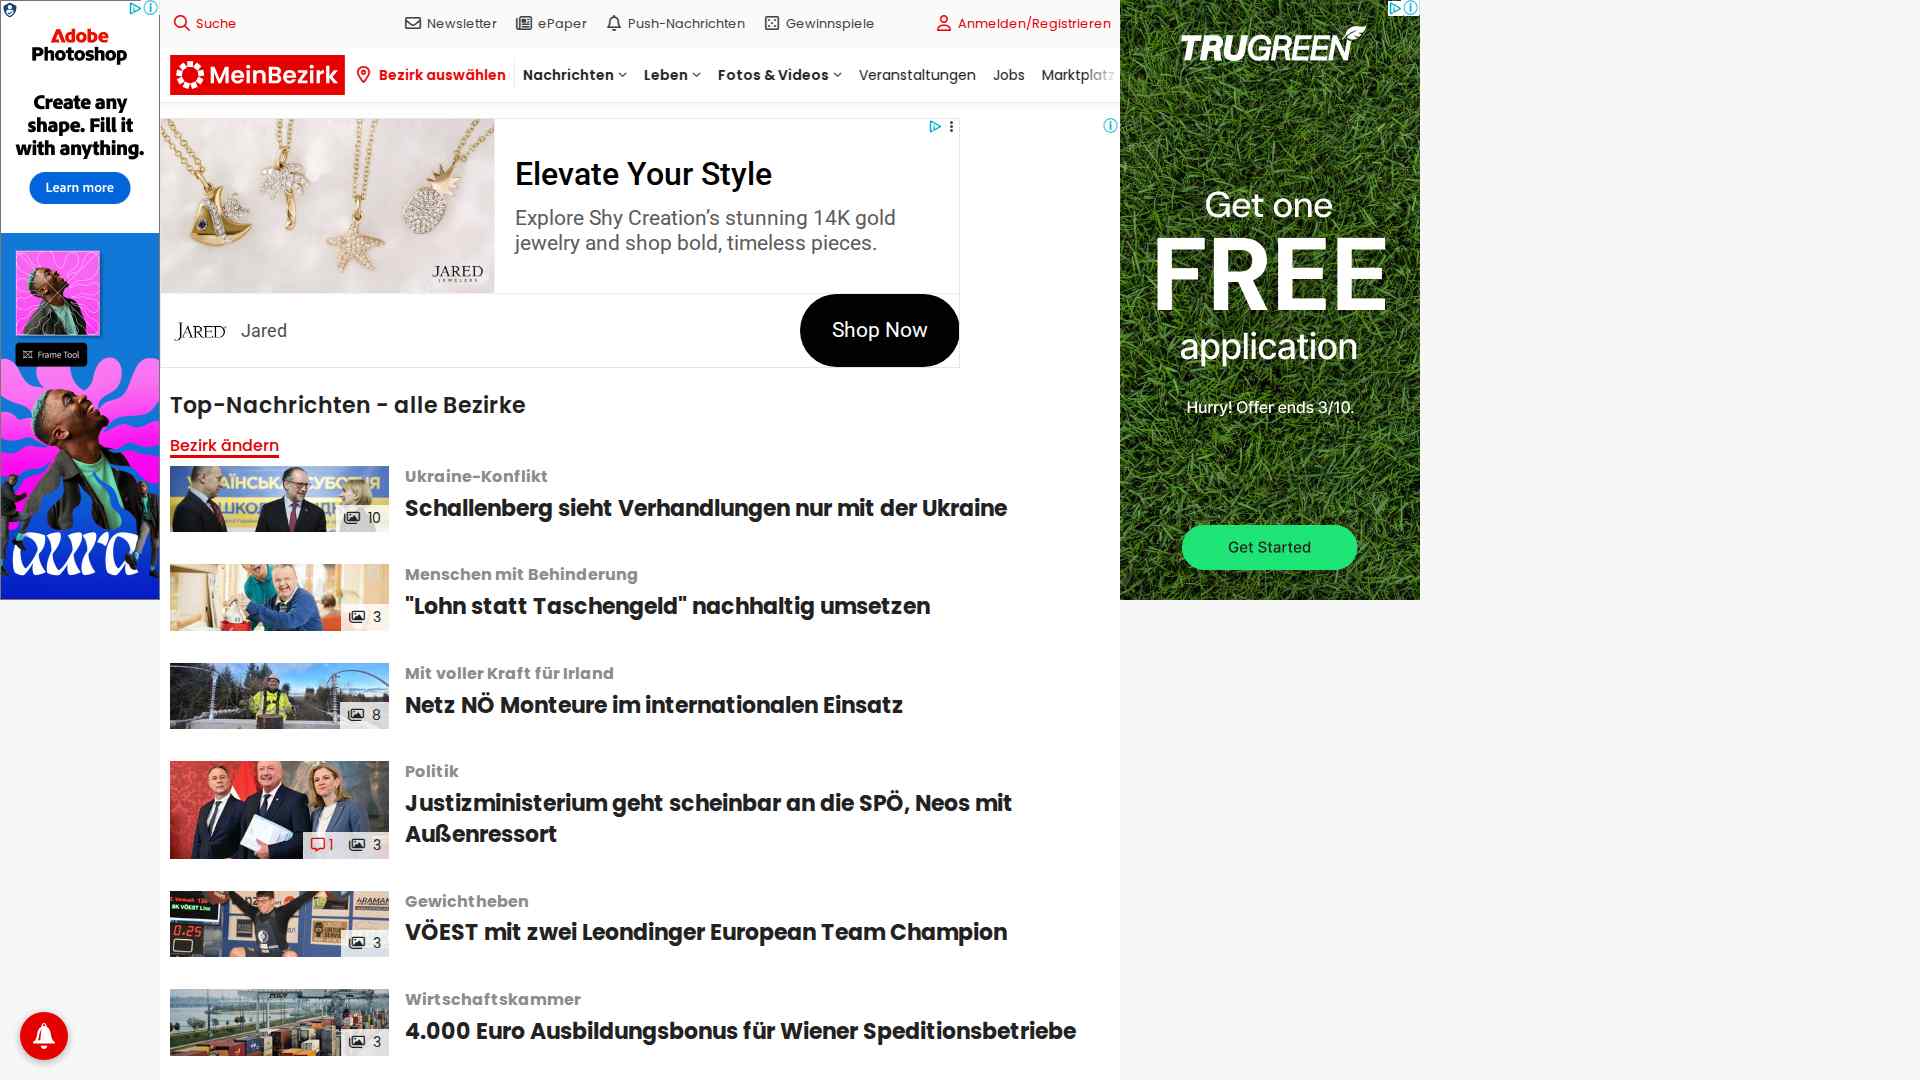 Suche
Newsletter
ePaper
Push-Nachrichten
Gewinnspiele
Anmelden/Registrieren
MeinBezirk
Bezirk auswählen
Nachrichten
Leben
Fotos & Videos
Veranstaltungen
Jobs
Marktplatz
Adobe
Photoshop
Create any
shape. Fill it
with anything.
Learn more
Frame Tool
aura
JARED
JEWELERS
Elevate Your Style
Explore Shy Creation's stunning 14K gold
jewelry and shop bold, timeless pieces.
JARED
Jared
Shop Now
TRUGREEN
Get one
FREE
application
Hurry! Offer ends 3/10.
Get Started
Top-Nachrichten - alle Bezirke
Bezirk ändern
10
Ukraine-Konflikt
Schallenberg sieht Verhandlungen nur mit der Ukraine
3
Menschen mit Behinderung
"Lohn statt Taschengeld" nachhaltig umsetzen
8
Mit voller Kraft für Irland
Netz NÖ Monteure im internationalen Einsatz
1 3
Politik
Justizministerium geht scheinbar an die SPÖ, Neos mit
Außenressort
0.25
3
Gewichtheben
VÖEST mit zwei Leondinger European Team Champion
3
Wirtschaftskammer
4.000 Euro Ausbildungsbonus für Wiener Speditionsbetriebe